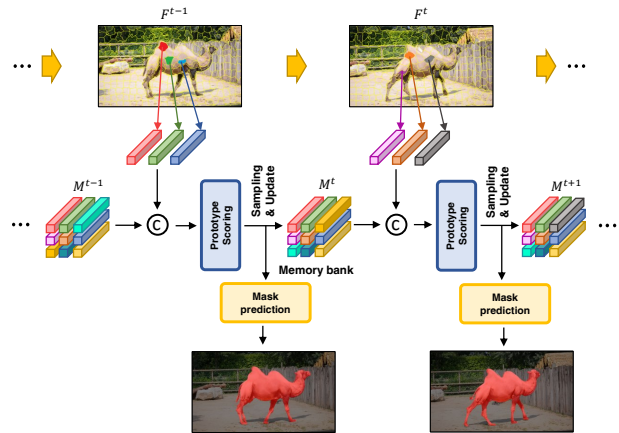 F^{t-1}
F^t
...
...
M^{t-1}
Sampling
& Update
M^t
Sampling
& Update
M^{t+1}
...
C
Prototype
Scoring
C
Prototype
Scoring
...
Memory bank
Mask
prediction
Mask
prediction